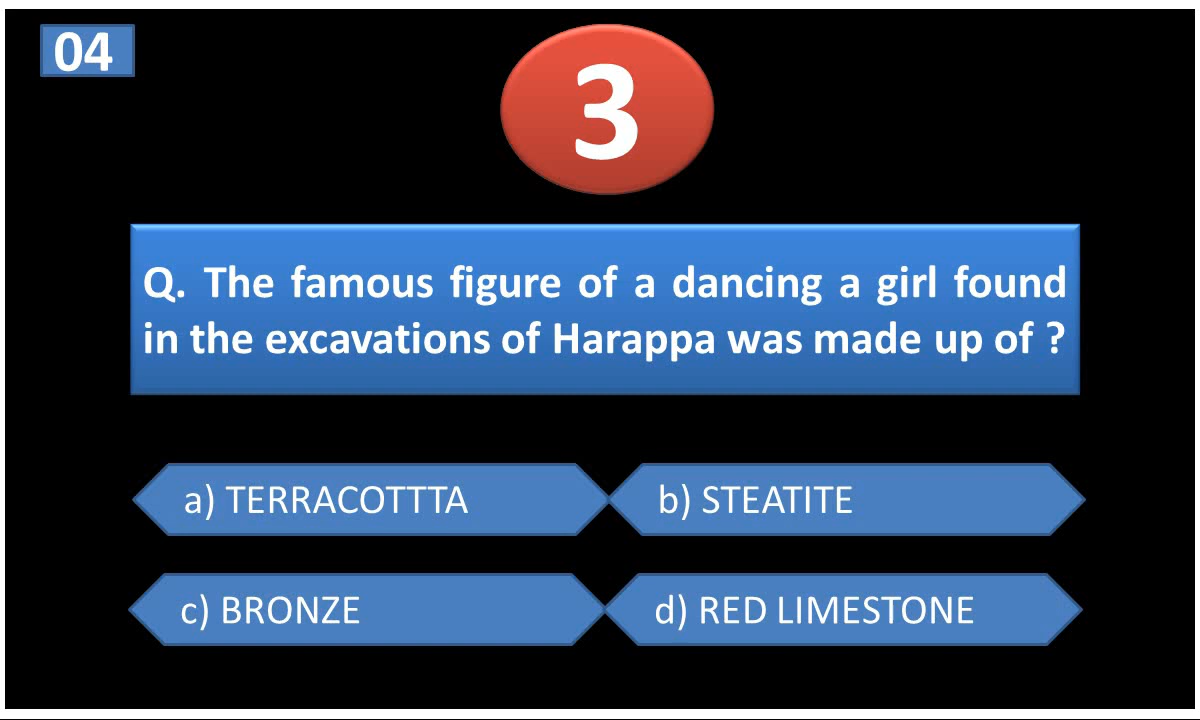 04
3
Q. The famous figure of a dancing a girl found
in the excavations of Harappa was made up of ?
a) TERRACOTTTA
b) STEATITE
c) BRONZE
d) RED LIMESTONE